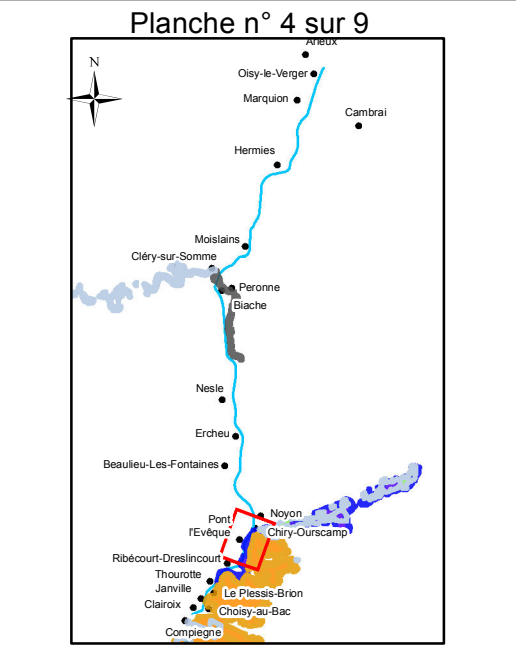 Planche n° 4 sur 9
Arleux
N
Oisy-le-Verger
Marquion
Cambrai
Hermies
Moislains
Cléry-sur-Somme
Peronne
Biache
Nesle
Ercheu
Beaulieu-Les-Fontaines
Noyon
Pont
l'Evêque
Chiry-Ourscamp
Ribécourt-Dreslincourt
Thourotte
Janville
Le Plessis-Brion
Clairoix
Choisy-au-Bac
Compiegne